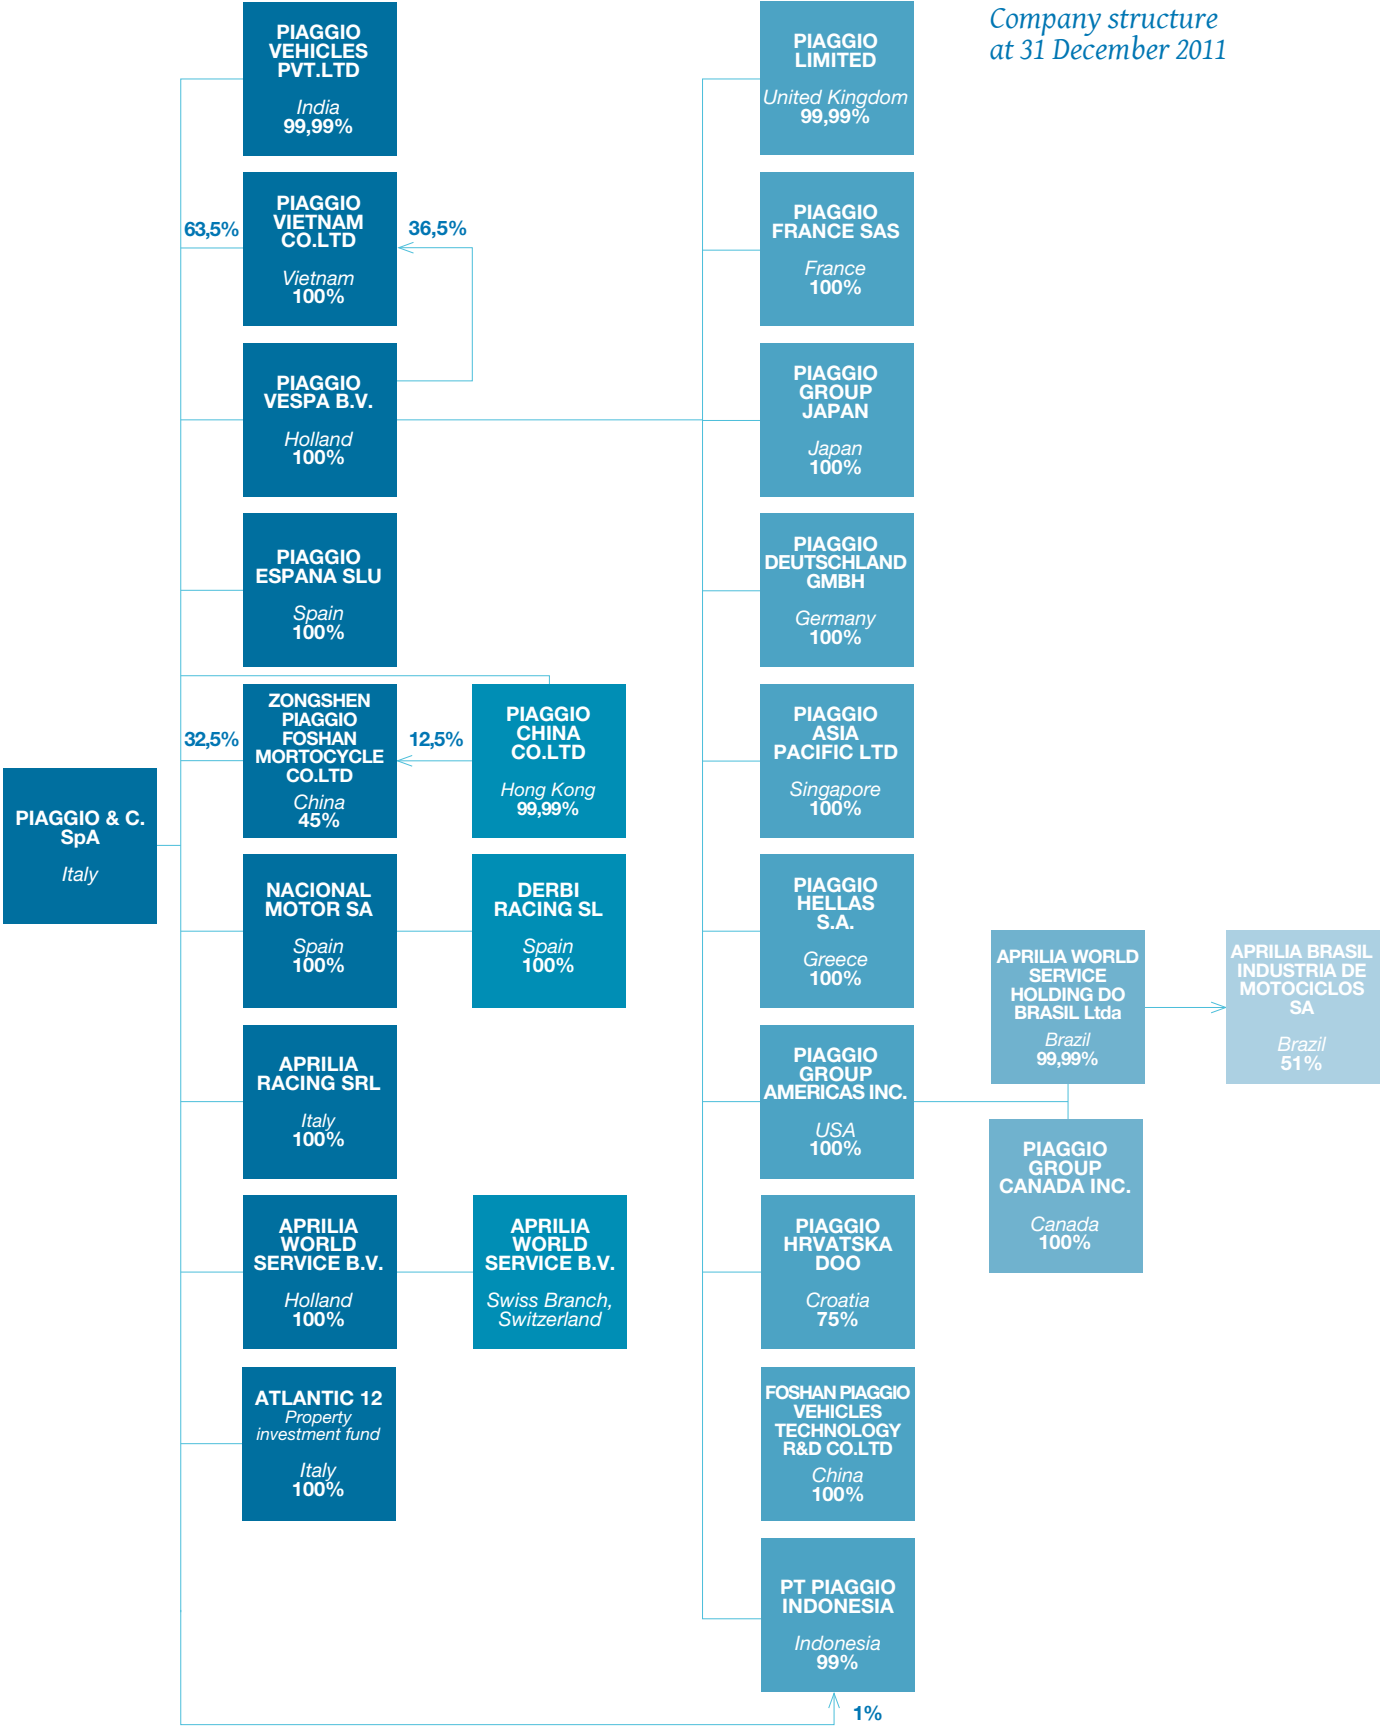 Company structure
at 31 December 2011
PIAGGIO & C.
SpA
Italy
PIAGGIO
VEHICLES
PVT.LTD
India
99,99%
63,5%
PIAGGIO
VIETNAM
CO.LTD
Vietnam
100%
36,5%
PIAGGIO
VESPA B.V.
Holland
100%
PIAGGIO
ESPANA SLU
Spain
100%
32,5%
ZONGSHEN
PIAGGIO
FOSHAN
MORTOCYCLE
CO.LTD
China
45%
12,5%
PIAGGIO
CHINA
CO.LTD
Hong Kong
99,99%
NACIONAL
MOTOR SA
Spain
100%
DERBI
RACING SL
Spain
100%
APRILIA
RACING SRL
Italy
100%
APRILIA
WORLD
SERVICE B.V.
Holland
100%
APRILIA
WORLD
SERVICE B.V.
Swiss Branch,
Switzerland
ATLANTIC 12
Property
investment fund
Italy
100%
PIAGGIO
LIMITED
United Kingdom
99,99%
PIAGGIO
FRANCE SAS
France
100%
PIAGGIO
GROUP
JAPAN
Japan
100%
PIAGGIO
DEUTSCHLAND
GMBH
Germany
100%
PIAGGIO
ASIA
PACIFIC LTD
Singapore
100%
PIAGGIO
HELLAS
S.A.
Greece
100%
PIAGGIO
GROUP
AMERICAS INC.
USA
100%
APRILIA WORLD
SERVICE
HOLDING DO
BRASIL Ltda
Brazil
99,99%
APRILIA BRASIL
INDUSTRIA DE
MOTOCICLOS
SA
Brazil
51%
PIAGGIO
GROUP
CANADA INC.
Canada
100%
PIAGGIO
HRVATSKA
DOO
Croatia
75%
FOSHAN PIAGGIO
VEHICLES
TECHNOLOGY
R&D CO.LTD
China
100%
PT PIAGGIO
INDONESIA
Indonesia
99%
1%